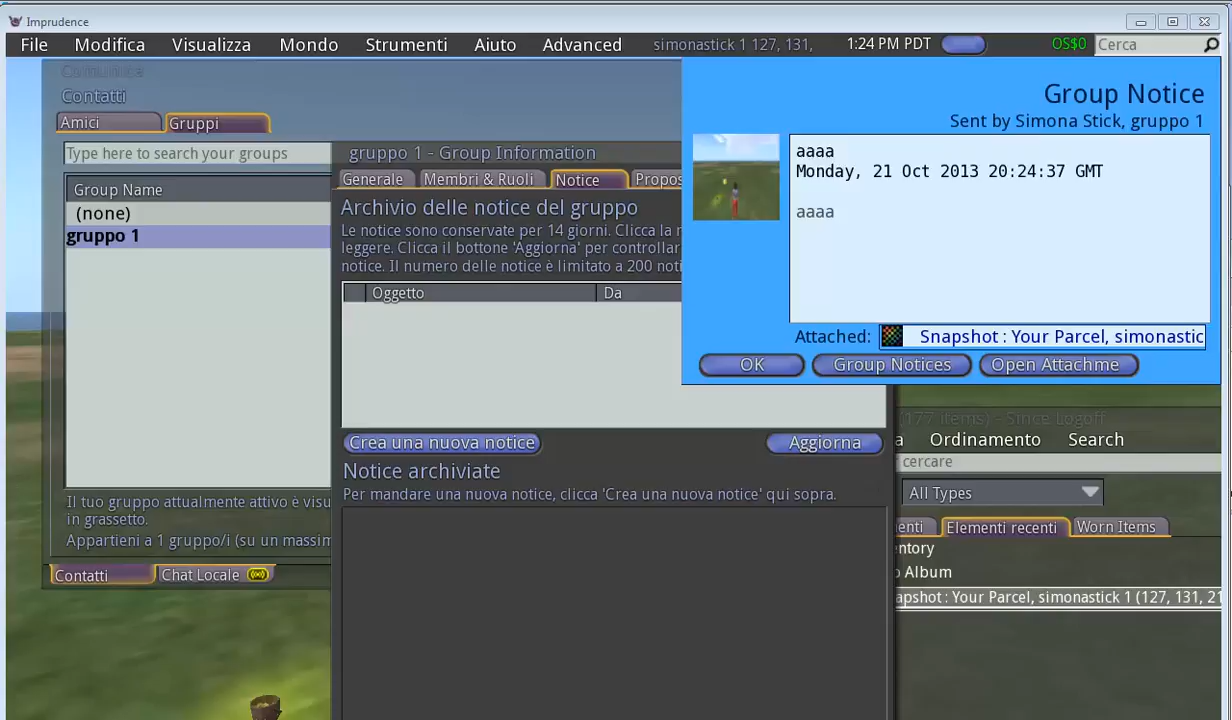 Imprudence
File Modifica Visualizza Mondo Strumenti Aiuto Advanced simonastick 1 127, 131, 1:24 PM PDT OS$0 Cerca
Comunica
Contatti
Amici Gruppi
Type here to search your groups
Group Name
(none)
gruppo 1
Il tuo gruppo attualmente attivo è visu
in grassetto.
Appartieni a 1 gruppo/i (su un massim
Contatti Chat Locale
gruppo 1 - Group Information
Generale Membri & Ruoli Notice Propos
Archivio delle notice del gruppo
Le notice sono conservate per 14 giorni. Clicca la n
leggere. Clicca il bottone 'Aggiorna' per controllar
notice. Il numero delle notice è limitato a 200 noti
Oggetto Da
Crea una nuova notice Aggiorna
Notice archiviate
Per mandare una nuova notice, clicca 'Crea una nuova notice' qui sopra.
Group Notice
Sent by Simona Stick, gruppo 1
aaaa
Monday, 21 Oct 2013 20:24:37 GMT
aaaa
Attached: Snapshot : Your Parcel, simonastic
OK Group Notices Open Attachme
(177 items) - Since Logoff
a Ordinamento Search
cercare
All Types
enti Elementi recenti Worn Items
entory
o Album
apshot : Your Parcel, simonastick 1 (127, 131, 21